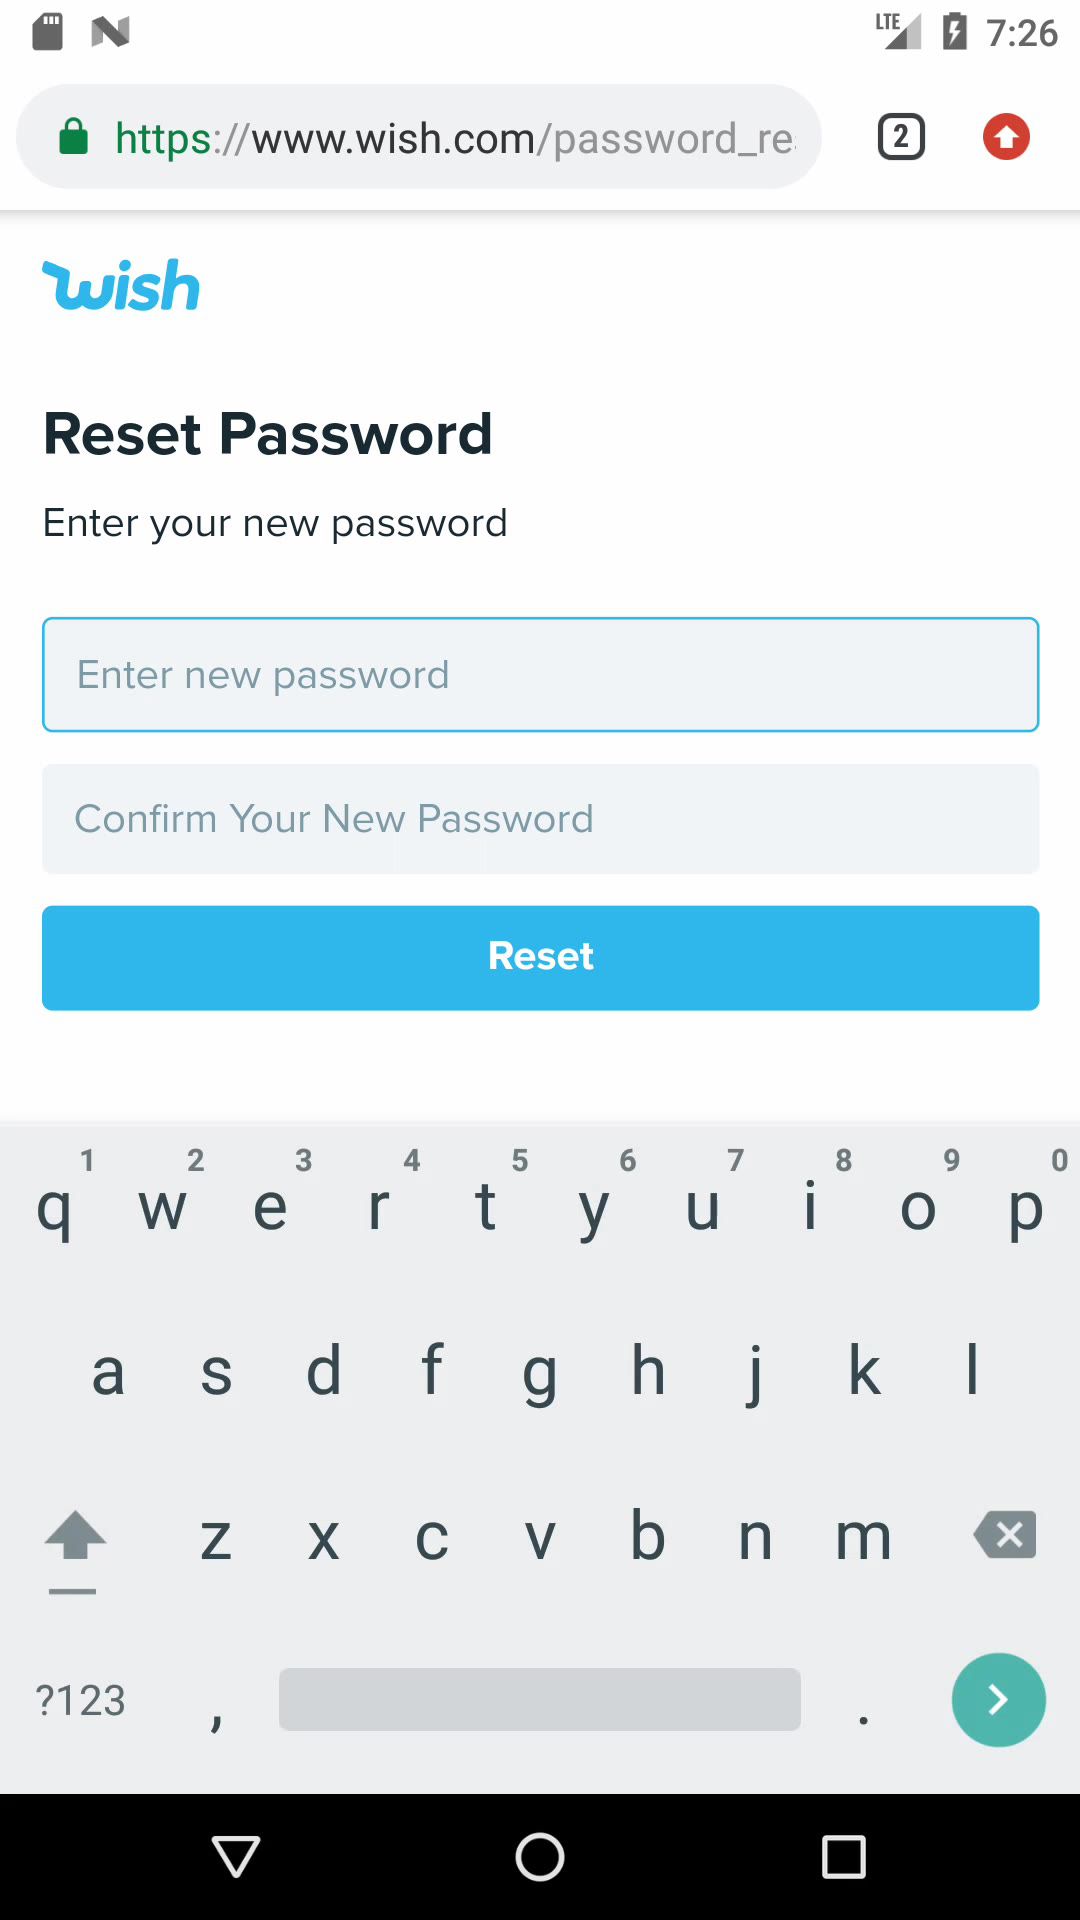 LTE 7:26
https://www.wish.com/password_re
2
wish
Reset Password
Enter your new password
Enter new password
Confirm Your New Password
Reset
1 2 3 4 5 6 7 8 9 0
q w e r t y u i o p
a s d f g h j k l
z x c v b n m
?123 , .